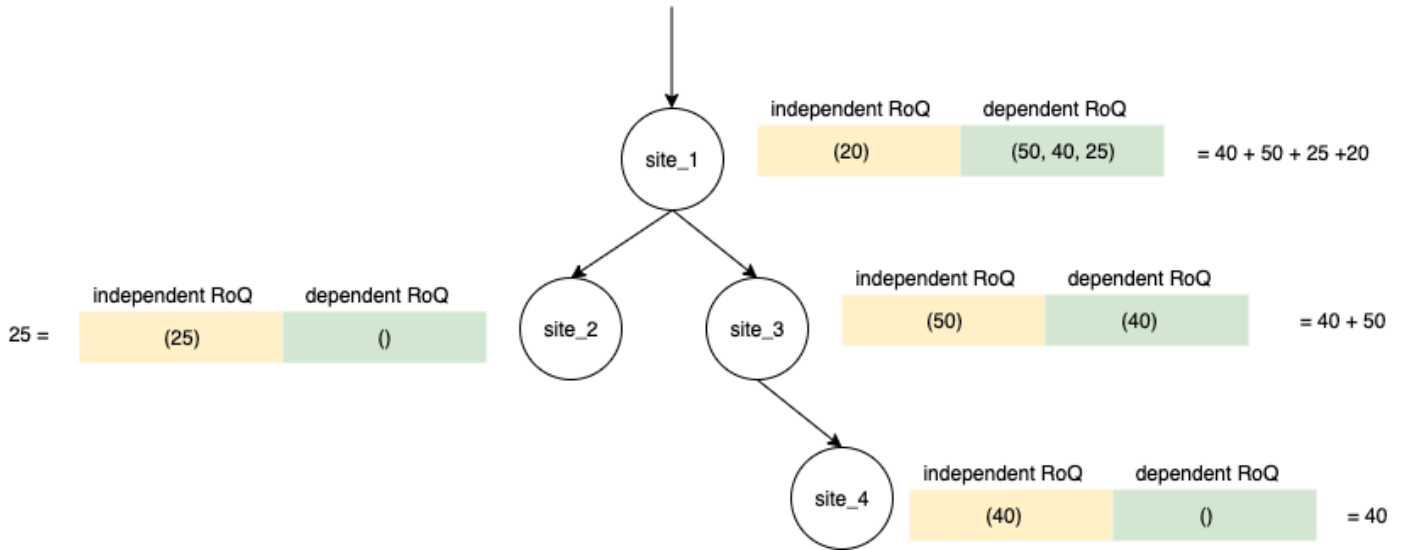 independent RoQ dependent RoQ
site_1 (20) (50, 40, 25) = 40 + 50 + 25 +20
independent RoQ dependent RoQ
independent RoQ dependent RoQ
25 = (25) () site_2 site_3 (50) (40) = 40 + 50
independent RoQ dependent RoQ
site_4 (40) () = 40